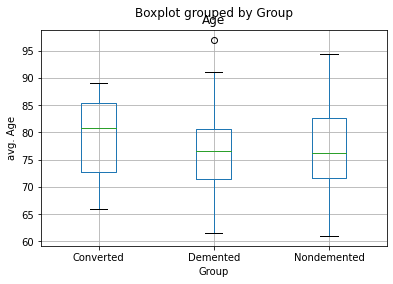 Boxplot grouped by Group
Age
95
90
85
80
75
70
65
60
avg. Age
Converted
Demented
Nondemented
Group